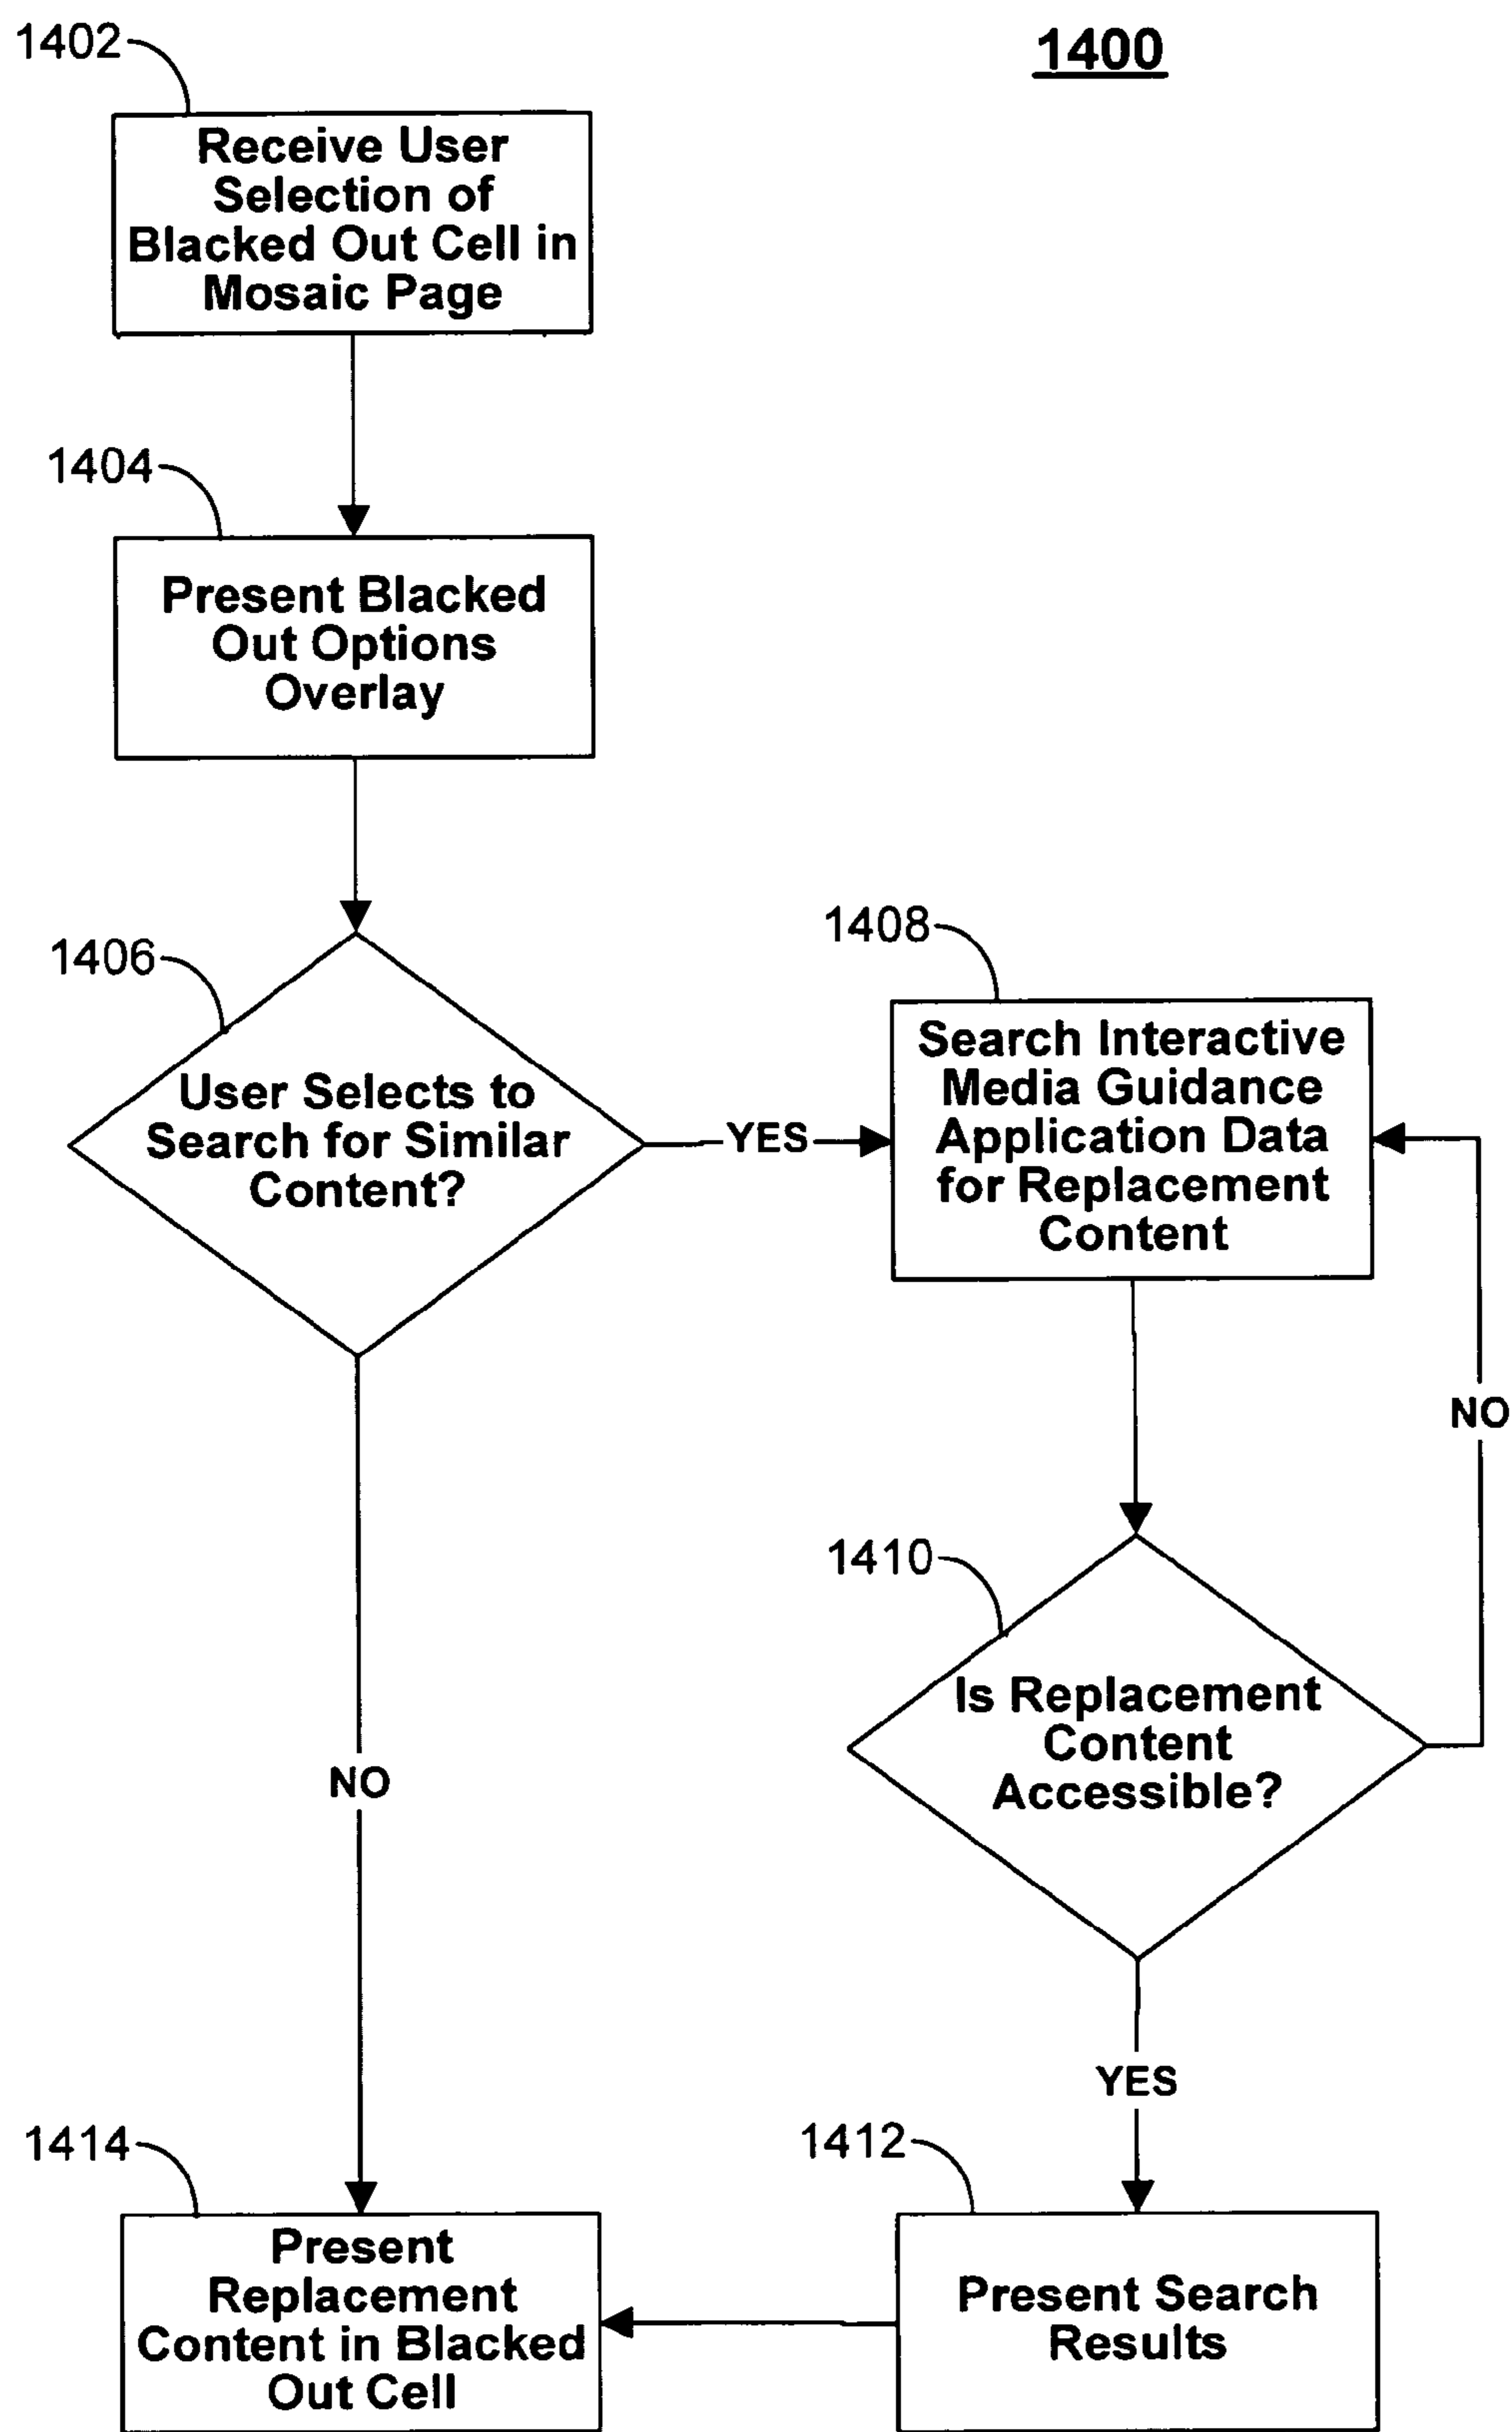 1400
1402
Receive User
Selection of
Blacked Out Cell in
Mosaic Page
1404
Present Blacked
Out Options
Overlay
1406
User Selects to
Search for Similar
Content?
YES
NO
1408
Search Interactive
Media Guidance
Application Data
for Replacement
Content
NO
1410
Is Replacement
Content
Accessible?
YES
1412
Present Search
Results
1414
Present
Replacement
Content in Blacked
Out Cell